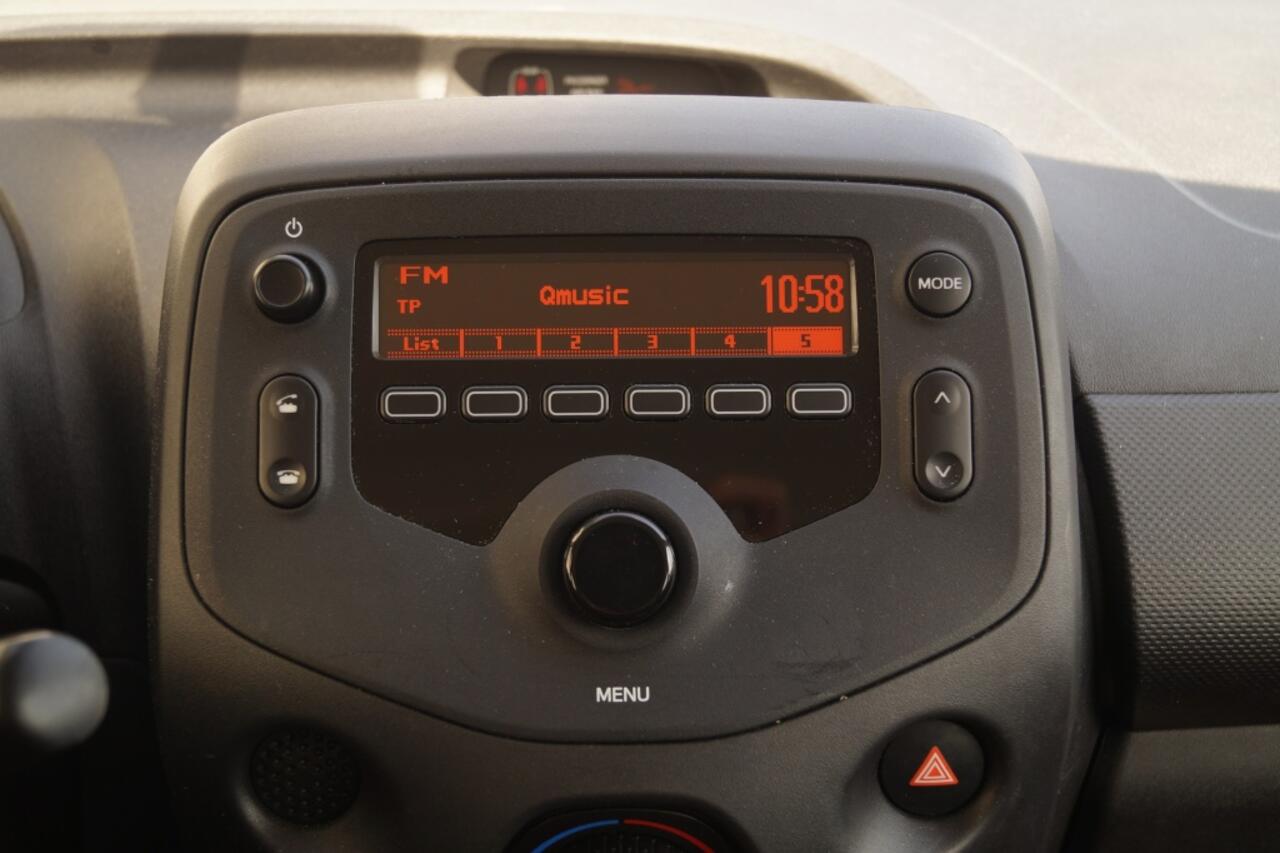 FM
TP
Qmusic
10:58
List 1 2 3 4 5
MODE
MENU